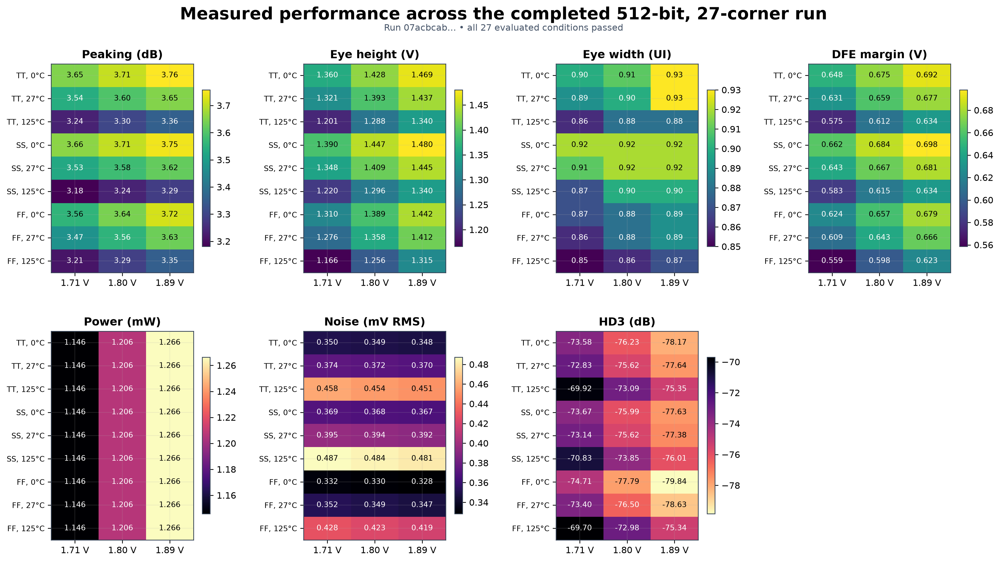 Measured performance across the completed 512-bit, 27-corner run
Run 07acbcab... • all 27 evaluated conditions passed
Peaking (dB)
TT, 0°C 3.65 3.71 3.76
TT, 27°C 3.54 3.60 3.65
TT, 125°C 3.24 3.30 3.36
SS, 0°C 3.66 3.71 3.75
SS, 27°C 3.53 3.58 3.62
SS, 125°C 3.18 3.24 3.29
FF, 0°C 3.56 3.64 3.72
FF, 27°C 3.47 3.56 3.63
FF, 125°C 3.21 3.29 3.35
1.71 V 1.80 V 1.89 V
3.7
3.6
3.5
3.4
3.3
3.2
Eye height (V)
TT, 0°C 1.360 1.428 1.469
TT, 27°C 1.321 1.393 1.437
TT, 125°C 1.201 1.288 1.340
SS, 0°C 1.390 1.447 1.480
SS, 27°C 1.348 1.409 1.445
SS, 125°C 1.220 1.296 1.340
FF, 0°C 1.310 1.389 1.442
FF, 27°C 1.276 1.358 1.412
FF, 125°C 1.166 1.256 1.315
1.71 V 1.80 V 1.89 V
1.45
1.40
1.35
1.30
1.25
1.20
Eye width (UI)
TT, 0°C 0.90 0.91 0.93
TT, 27°C 0.89 0.90 0.93
TT, 125°C 0.86 0.88 0.88
SS, 0°C 0.92 0.92 0.92
SS, 27°C 0.91 0.92 0.92
SS, 125°C 0.87 0.90 0.90
FF, 0°C 0.87 0.88 0.89
FF, 27°C 0.86 0.88 0.89
FF, 125°C 0.85 0.86 0.87
1.71 V 1.80 V 1.89 V
0.93
0.92
0.91
0.90
0.89
0.88
0.87
0.86
0.85
DFE margin (V)
TT, 0°C 0.648 0.675 0.692
TT, 27°C 0.631 0.659 0.677
TT, 125°C 0.575 0.612 0.634
SS, 0°C 0.662 0.684 0.698
SS, 27°C 0.643 0.667 0.681
SS, 125°C 0.583 0.615 0.634
FF, 0°C 0.624 0.657 0.679
FF, 27°C 0.609 0.643 0.666
FF, 125°C 0.559 0.598 0.623
1.71 V 1.80 V 1.89 V
0.68
0.66
0.64
0.62
0.60
0.58
0.56
Power (mW)
TT, 0°C 1.146 1.206 1.266
TT, 27°C 1.146 1.206 1.266
TT, 125°C 1.146 1.206 1.266
SS, 0°C 1.146 1.206 1.266
SS, 27°C 1.146 1.206 1.266
SS, 125°C 1.146 1.206 1.266
FF, 0°C 1.146 1.206 1.266
FF, 27°C 1.146 1.206 1.266
FF, 125°C 1.146 1.206 1.266
1.71 V 1.80 V 1.89 V
1.26
1.24
1.22
1.20
1.18
1.16
Noise (mV RMS)
TT, 0°C 0.350 0.349 0.348
TT, 27°C 0.374 0.372 0.370
TT, 125°C 0.458 0.454 0.451
SS, 0°C 0.369 0.368 0.367
SS, 27°C 0.395 0.394 0.392
SS, 125°C 0.487 0.484 0.481
FF, 0°C 0.332 0.330 0.328
FF, 27°C 0.352 0.349 0.347
FF, 125°C 0.428 0.423 0.419
1.71 V 1.80 V 1.89 V
0.48
0.46
0.44
0.42
0.40
0.38
0.36
0.34
HD3 (dB)
TT, 0°C -73.58 -76.23 -78.17
TT, 27°C -72.83 -75.62 -77.64
TT, 125°C -69.92 -73.09 -75.35
SS, 0°C -73.67 -75.99 -77.63
SS, 27°C -73.14 -75.62 -77.38
SS, 125°C -70.83 -73.85 -76.01
FF, 0°C -74.71 -77.79 -79.84
FF, 27°C -73.40 -76.50 -78.63
FF, 125°C -69.70 -72.98 -75.34
1.71 V 1.80 V 1.89 V
−70
−72
−74
−76
−78